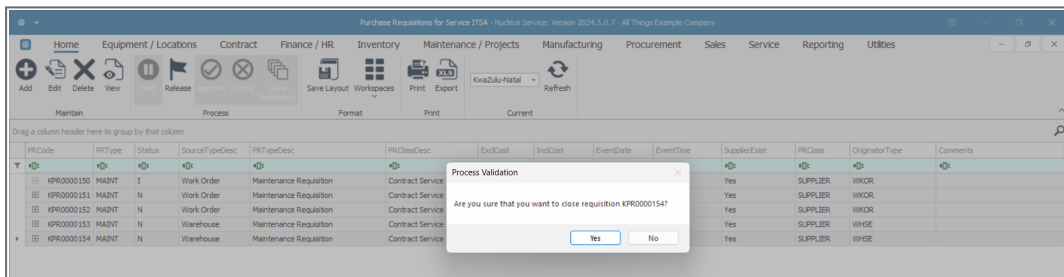 Purchase Requisitions for Service ITSA - Nucleus Service: Version 2024.5.0.7 - All Things Example Company
Home Equipment / Locations Contract Finance / HR Inventory Maintenance / Projects Manufacturing Procurement Sales Service Reporting Utilities
Add Edit Delete View Hold Release Approve Decline Close Requisition Save Layout Workspaces Print Export KwaZulu-Natal Refresh
Maintain Process Format Print Current
Drag a column header here to group by that column
PRCode PRType Status SourceTypeDesc PRTypeDesc PRClassDesc ExclCost InclCost EventDate EventTime SupplierExist PRClass OriginatorType Comments
KPR0000150 MAINT I Work Order Maintenance Requisition Contract Service Yes SUPPLIER WKOR
KPR0000151 MAINT N Work Order Maintenance Requisition Contract Service Yes SUPPLIER WKOR
KPR0000152 MAINT N Work Order Maintenance Requisition Contract Service Yes SUPPLIER WKOR
KPR0000153 MAINT N Warehouse Maintenance Requisition Contract Service Yes SUPPLIER WHSE
KPR0000154 MAINT N Warehouse Maintenance Requisition Contract Service Yes SUPPLIER WHSE
Process Validation
Are you sure that you want to close requisition KPR0000154?
Yes No